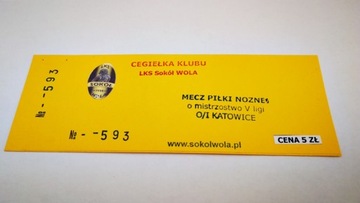 CEGIEŁKA KLUBU
LKS Sokół WOLA
№ - -593
SOKÓŁ
MECZ PIŁKI NOŻNEJ
o mistrzostwo V ligi
O/I KATOWICE
№ - -593
CENA 5 ZŁ
www.sokolwola.pl